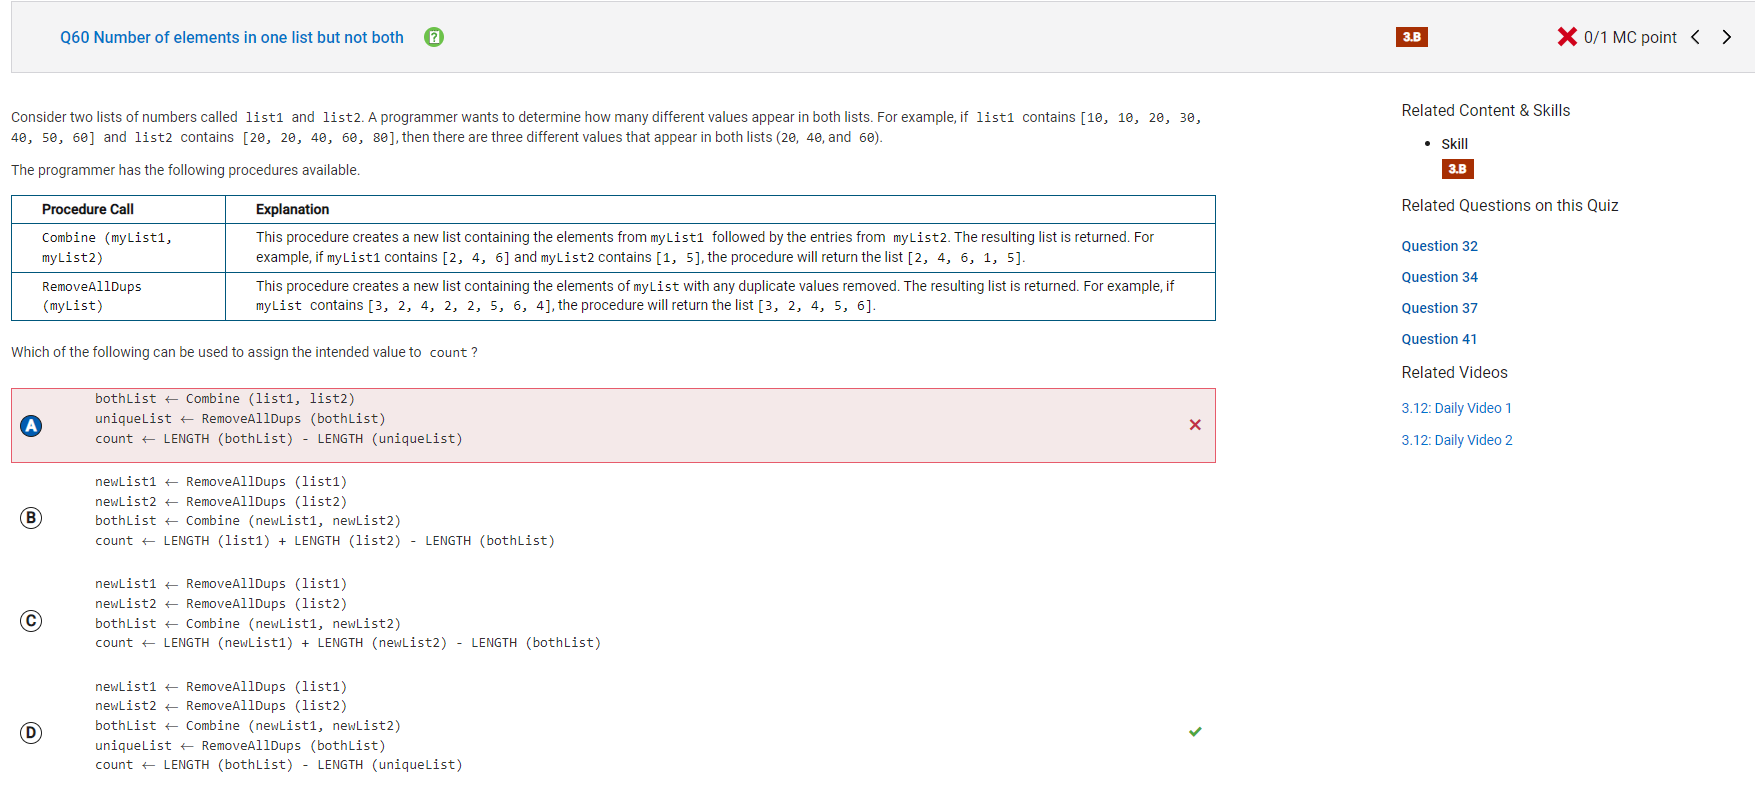 Q60 Number of elements in one list but not both
3.B
0/1 MC point
Consider two lists of numbers called list1 and list2. A programmer wants to determine how many different values appear in both lists. For example, if list1 contains [10, 10, 20, 30,
40, 50, 60] and list2 contains [20, 20, 40, 60, 80], then there are three different values that appear in both lists (20, 40, and 60).
The programmer has the following procedures available.
Procedure Call Explanation
Combine (myList1,
myList2)
This procedure creates a new list containing the elements from myList1 followed by the entries from myList2. The resulting list is returned. For
example, if myList1 contains [2, 4, 6] and myList2 contains [1, 5], the procedure will return the list [2, 4, 6, 1, 5].
RemoveAllDups
(myList)
This procedure creates a new list containing the elements of myList with any duplicate values removed. The resulting list is returned. For example, if
myList contains [3, 2, 4, 2, 2, 5, 6, 4], the procedure will return the list [3, 2, 4, 5, 6].
Which of the following can be used to assign the intended value to count ?
A
bothList ← Combine (list1, list2)
uniqueList ← RemoveAllDups (bothList)
count ← LENGTH (bothList) - LENGTH (uniqueList)
B
newList1 ← RemoveAllDups (list1)
newList2 ← RemoveAllDups (list2)
bothList ← Combine (newList1, newList2)
count ← LENGTH (list1) + LENGTH (list2) - LENGTH (bothList)
C
newList1 ← RemoveAllDups (list1)
newList2 ← RemoveAllDups (list2)
bothList ← Combine (newList1, newList2)
count ← LENGTH (newList1) + LENGTH (newList2) - LENGTH (bothList)
D
newList1 ← RemoveAllDups (list1)
newList2 ← RemoveAllDups (list2)
bothList ← Combine (newList1, newList2)
uniqueList ← RemoveAllDups (bothList)
count ← LENGTH (bothList) - LENGTH (uniqueList)
Related Content & Skills
• Skill
3.B
Related Questions on this Quiz
Question 32
Question 34
Question 37
Question 41
Related Videos
3.12: Daily Video 1
3.12: Daily Video 2